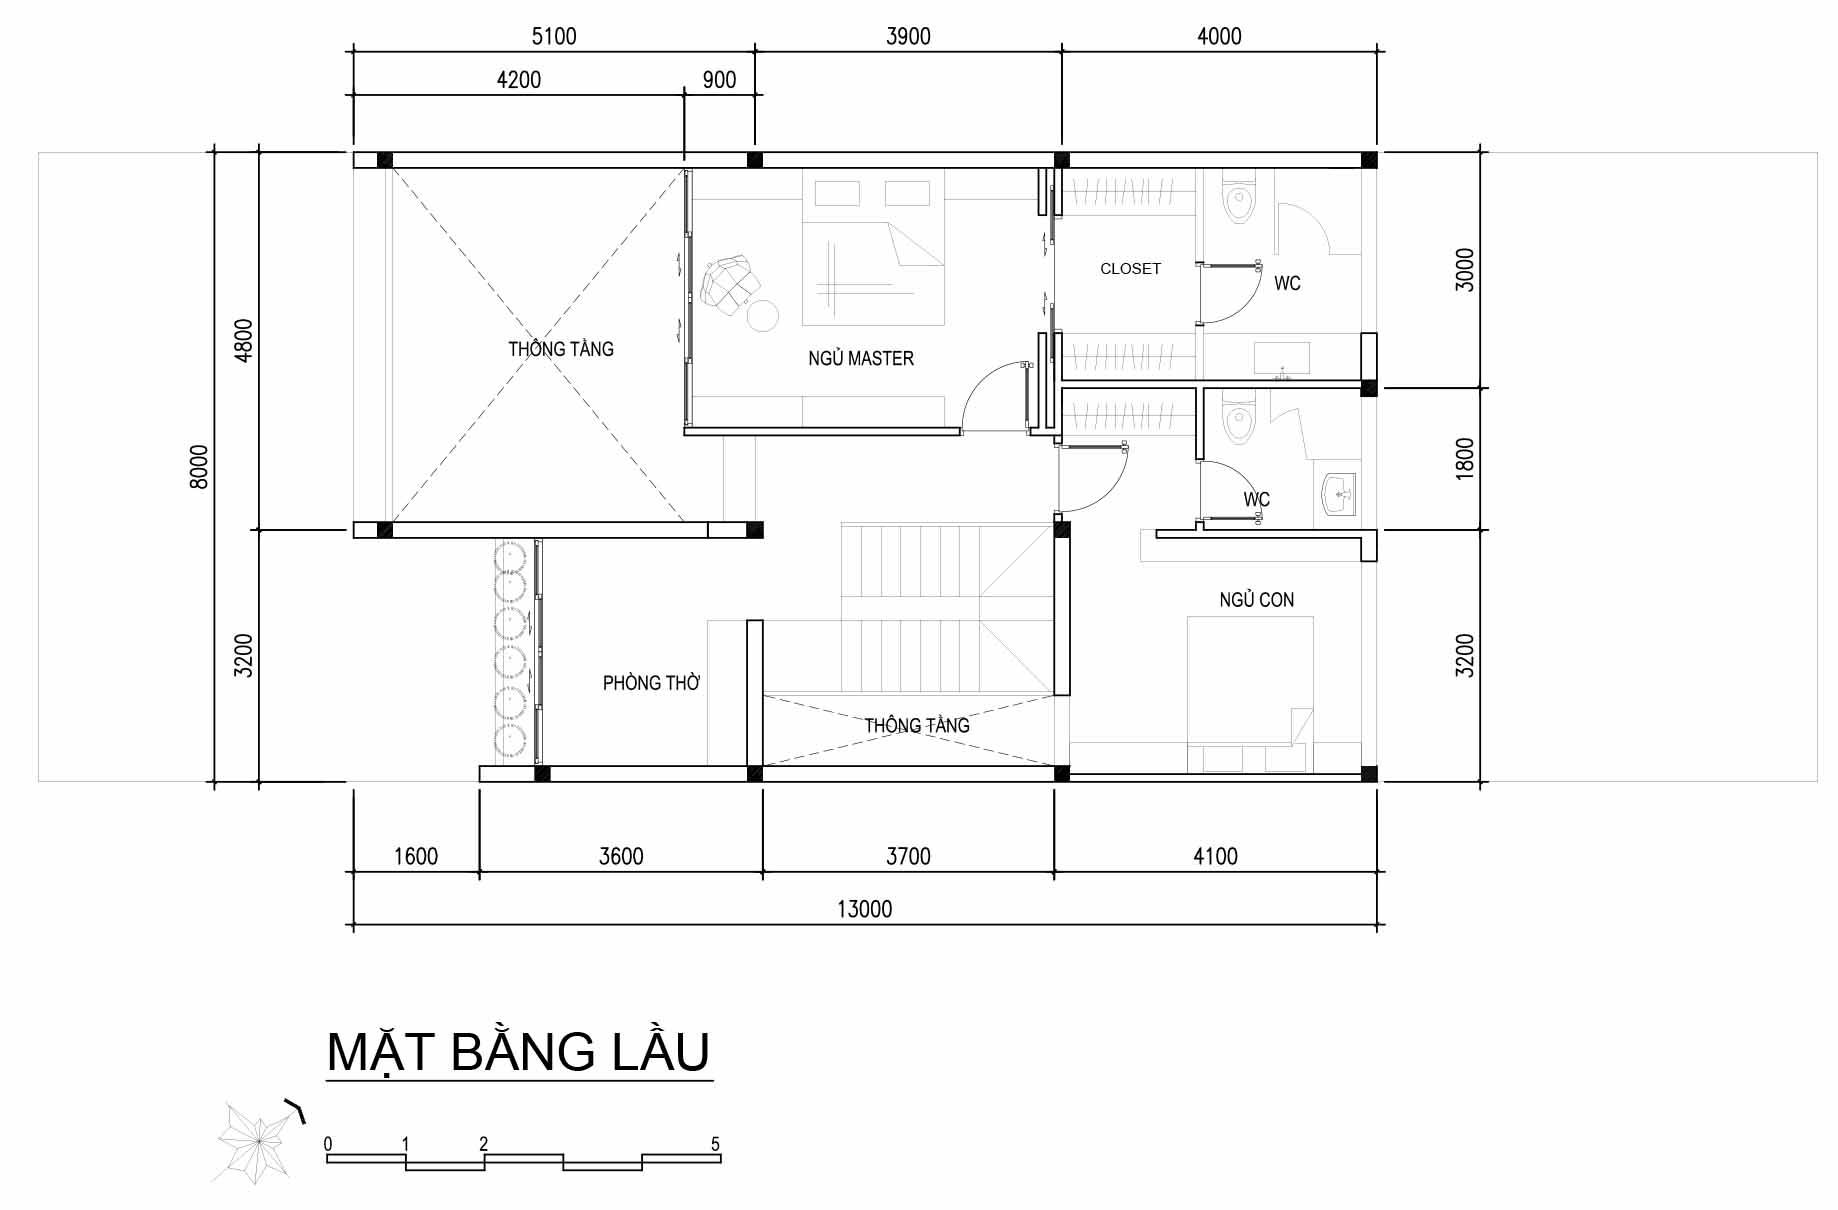 5100
3900
4000
4200
900
3000
CLOSET
WC
4800
THÔNG TẦNG
NGỦ MASTER
8000
1800
WC
NGỦ CON
3200
3200
PHÒNG THỜ
THÔNG TẦNG
1600
3600
3700
4100
13000
MẶT BẰNG LẦU
0 1 2 5